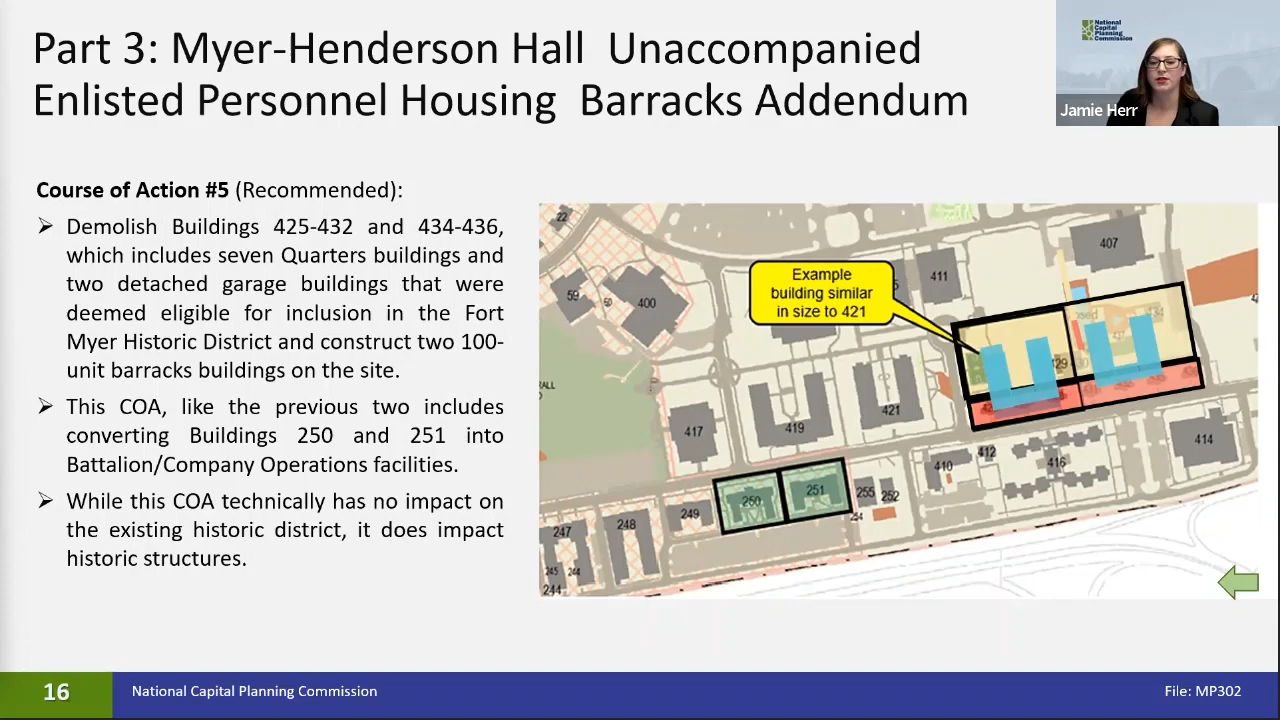 Part 3: Myer-Henderson Hall Unaccompanied
Enlisted Personnel Housing Barracks Addendum
National
Capital
Planning
Commission
Jamie Herr
Course of Action #5 (Recommended):
➢ Demolish Buildings 425-432 and 434-436,
which includes seven Quarters buildings and
two detached garage buildings that were
deemed eligible for inclusion in the Fort
Myer Historic District and construct two 100-
unit barracks buildings on the site.
➢ This COA, like the previous two includes
converting Buildings 250 and 251 into
Battalion/Company Operations facilities.
➢ While this COA technically has no impact on
the existing historic district, it does impact
historic structures.
22
407
Example
building similar
in size to 421
411
59
400
417
419
421
410
412
416
414
250
251
255
252
249
248
247
245
244
244
16
National Capital Planning Commission
File: MP302